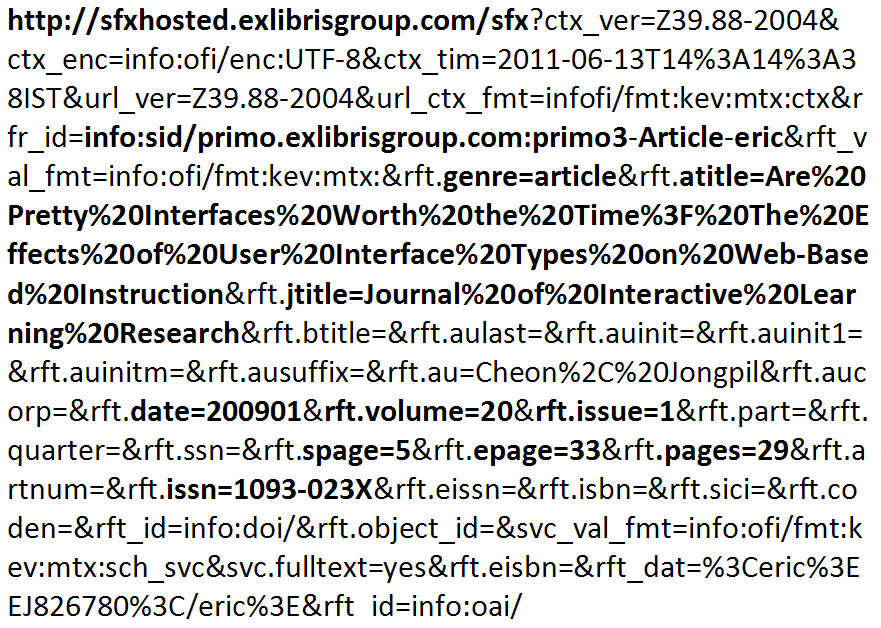 http://sfxhosted.exlibrisgroup.com/sfx?ctx_ver=Z39.88-2004&
ctx_enc=info:ofi/enc:UTF-8&ctx_tim=2011-06-13T14%3A14%3A3
8IST&url_ver=Z39.88-2004&url_ctx_fmt=infofi/fmt:kev:mtx:ctx&r
fr_id=info:sid/primo.exlibrisgroup.com:primo3-Article-eric&rft_v
al_fmt=info:ofi/fmt:kev:mtx:&rft.genre=article&rft.atitle=Are%20
Pretty%20Interfaces%20Worth%20the%20Time%3F%20The%20E
ffects%20of%20User%20Interface%20Types%20on%20Web-Base
d%20Instruction&rft.jtitle=Journal%20of%20Interactive%20Lear
ning%20Research&rft.btitle=&rft.aulast=&rft.auinit=&rft.auinit1=
&rft.auinitm=&rft.ausuffix=&rft.au=Cheon%2C%20Jongpil&rft.auc
orp=&rft.date=200901&rft.volume=20&rft.issue=1&rft.part=&rft.
quarter=&rft.ssn=&rft.spage=5&rft.epage=33&rft.pages=29&rft.a
rtnum=&rft.issn=1093-023X&rft.eissn=&rft.isbn=&rft.sici=&rft.co
den=&rft_id=info:doi/&rft.object_id=&svc_val_fmt=info:ofi/fmt:k
ev:mtx:sch_svc&svc.fulltext=yes&rft.eisbn=&rft_dat=%3Ceric%3E
EJ826780%3C/eric%3E&rft_id=info:oai/